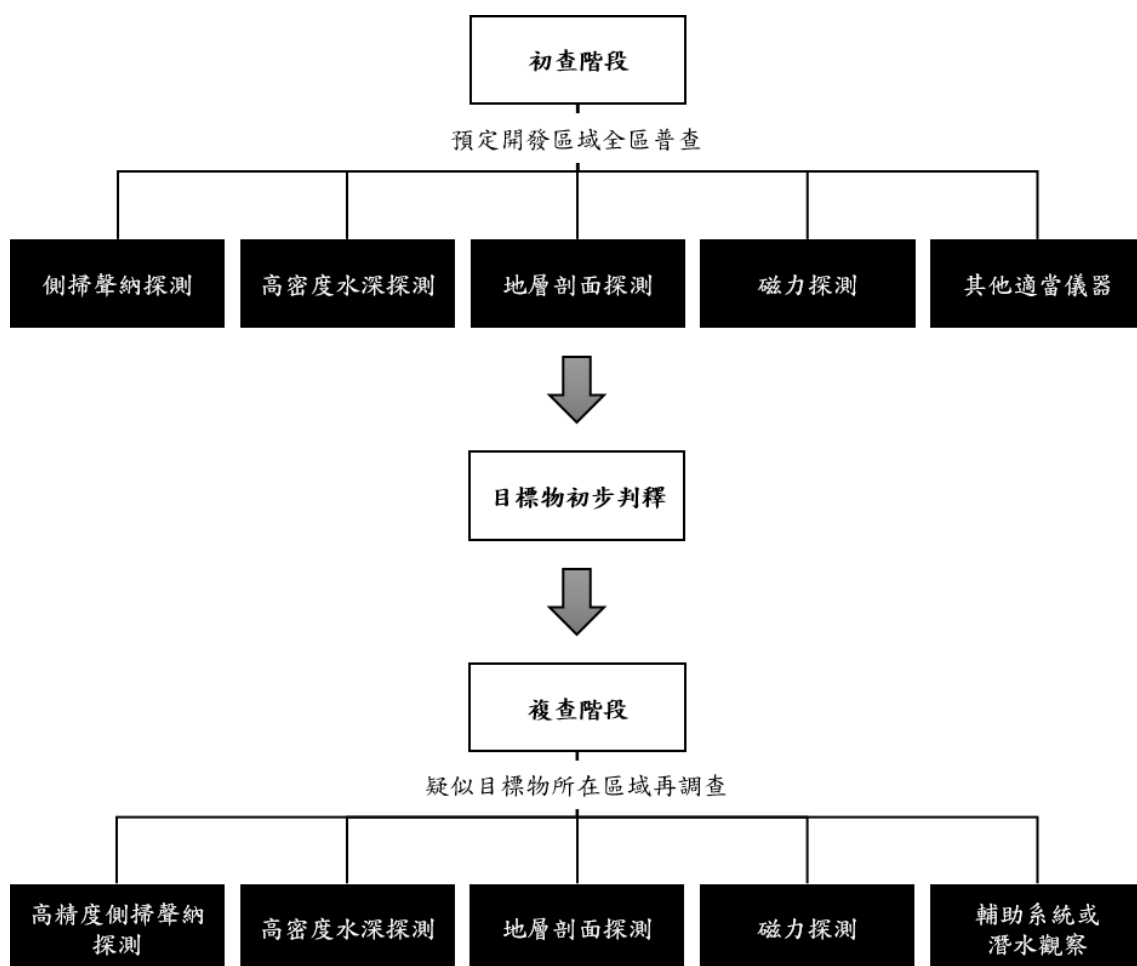 初查階段
預定開發區域全區普查
側掃聲納探測
高密度水深探測
地層剖面探測
磁力探測
其他適當儀器
目標物初步判釋
複查階段
疑似目標物所在區域再調查
高精度側掃聲納
探測
高密度水深探測
地層剖面探測
磁力探測
輔助系統或
潛水觀察